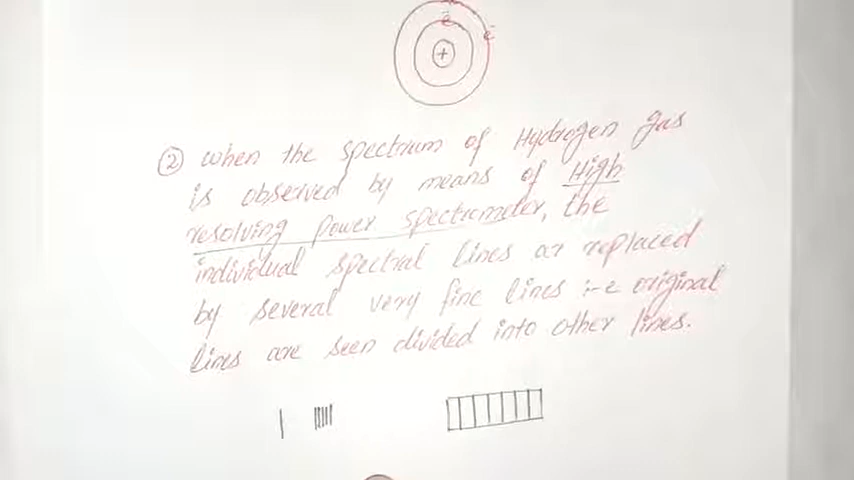 e⁻
e⁻
+
② when the spectrum of Hydrogen gas
is observed by means of High
resolving power spectrometer, the
individual spectral lines ar replaced
by several very fine lines i-e original
lines are seen divided into other lines.